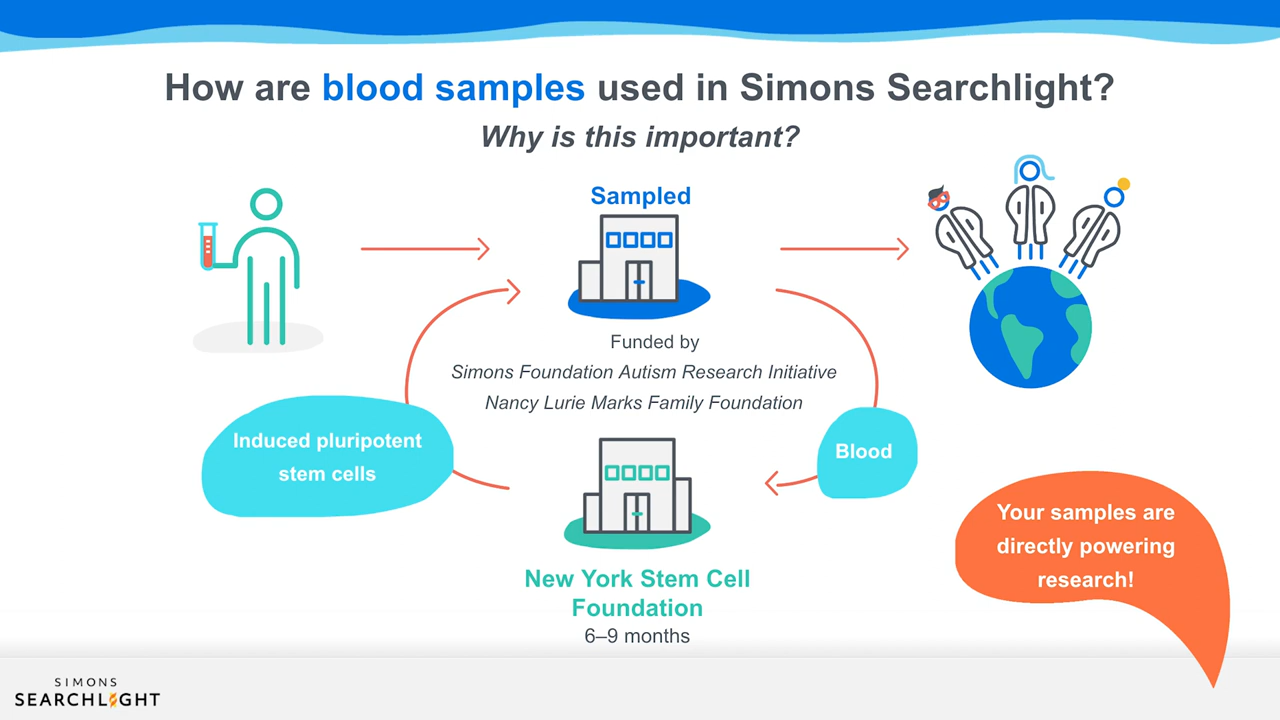 How are blood samples used in Simons Searchlight?
Why is this important?
Sampled
Funded by
Simons Foundation Autism Research Initiative
Nancy Lurie Marks Family Foundation
Induced pluripotent
stem cells
Blood
New York Stem Cell
Foundation
6–9 months
Your samples are
directly powering
research!
SIMONS
SEARCHLIGHT